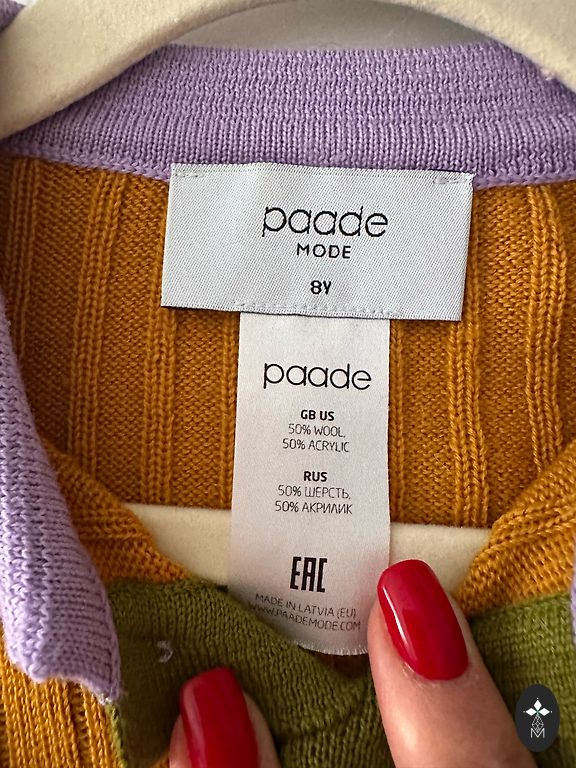 paade
MODE
8Y
paade
GB US
50% WOOL,
50% ACRYLIC
RUS
50% ШЕРСТЬ,
50% АКРИЛИК
EAC
MADE IN LATVIA (EU)
WWW.PAADEMODE.COM